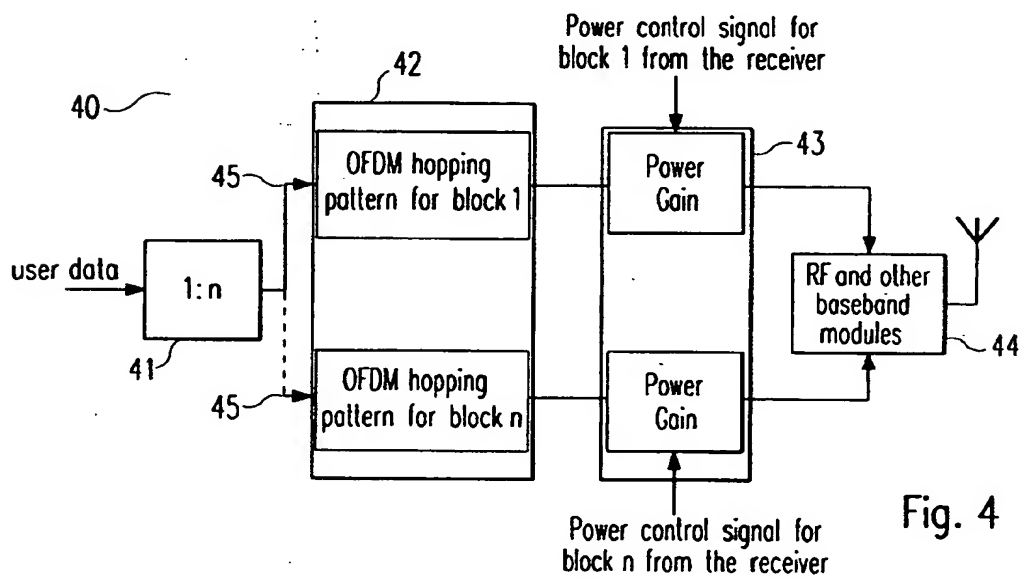 Power control signal for
block 1 from the receiver
42
40
43
OFDM hopping
pattern for block 1
Power
Gain
45
user data
1:n
RF and other
baseband
modules
41
44
45
OFDM hopping
pattern for block n
Power
Gain
Power control signal for
block n from the receiver
Fig. 4